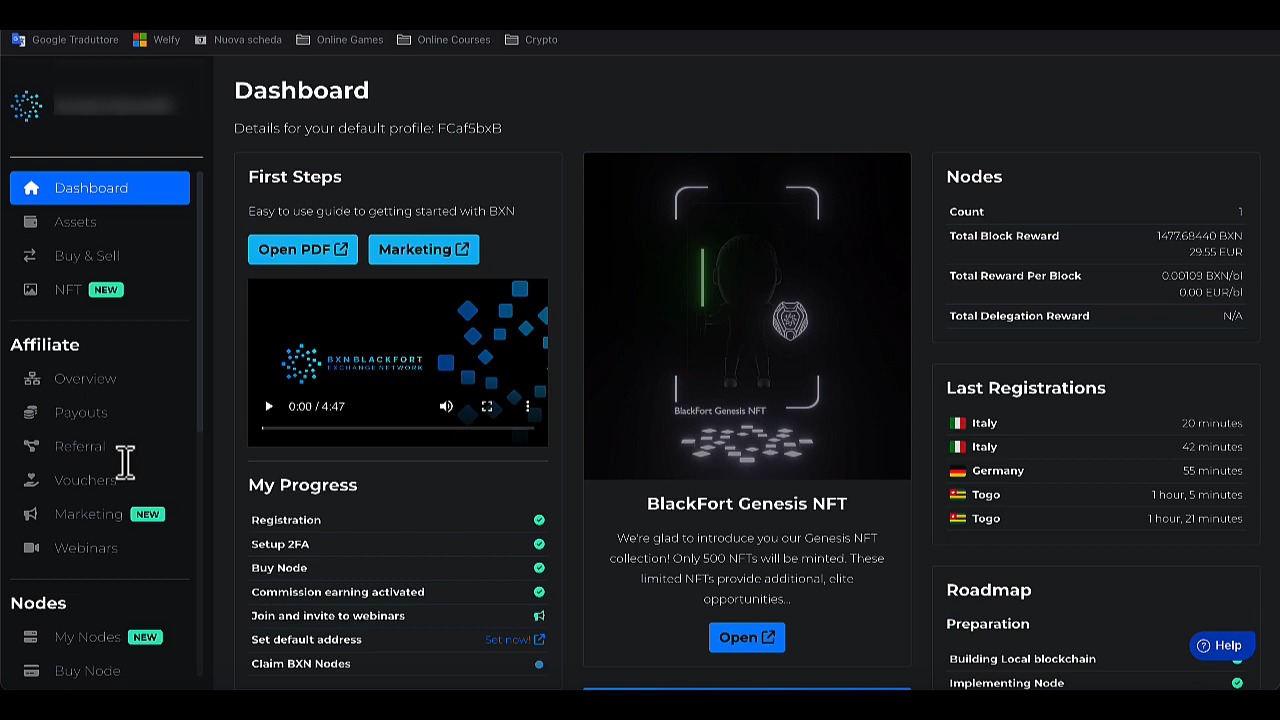 Google Traduttore
Welfy
Nuova scheda
Online Games
Online Courses
Crypto
Dashboard
Assets
Buy & Sell
NFT NEW
Affiliate
Overview
Payouts
Referral
Vouchers
Marketing NEW
Webinars
Nodes
My Nodes NEW
Buy Node
Dashboard
Details for your default profile: FCaf5bxB
First Steps
Easy to use guide to getting started with BXN
Open PDF
Marketing
BXN BLACKFORT
EXCHANGE NETWORK
0:00 / 4:47
My Progress
Registration
Setup 2FA
Buy Node
Commission earning activated
Join and invite to webinars
Set default address Set now!
Claim BXN Nodes
BlackFort Genesis NFT
BlackFort Genesis NFT
We're glad to introduce you our Genesis NFT
collection! Only 500 NFTs will be minted. These
limited NFTs provide additional, elite
opportunities...
Open
Nodes
Count 1
Total Block Reward 1477.68440 BXN
29.55 EUR
Total Reward Per Block 0.00109 BXN/bl
0.00 EUR/bl
Total Delegation Reward N/A
Last Registrations
Italy 20 minutes
Italy 42 minutes
Germany 55 minutes
Togo 1 hour, 5 minutes
Togo 1 hour, 21 minutes
Roadmap
Preparation
Building Local blockchain
Implementing Node
Help